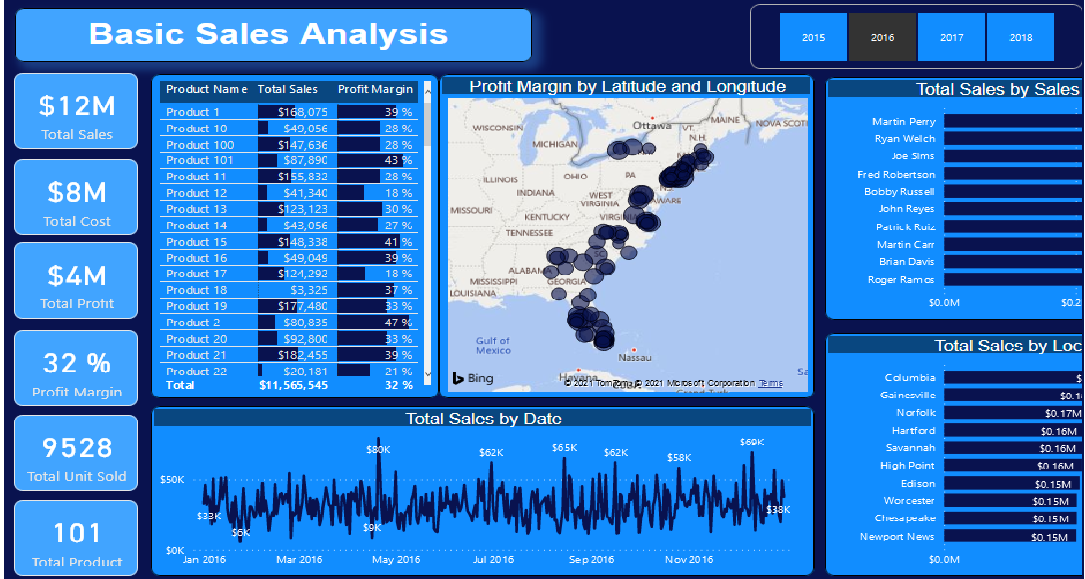 Basic Sales Analysis
2015 2016 2017 2018
$12M
Total Sales
$8M
Total Cost
$4M
Total Profit
32 %
Profit Margin
9528
Total Unit Sold
101
Total Product
Product Name Total Sales Profit Margin
Product 1 $168,075 39 %
Product 10 $49,056 28 %
Product 100 $147,636 28 %
Product 101 $87,890 43 %
Product 11 $155,832 28 %
Product 12 $41,340 18 %
Product 13 $123,123 30 %
Product 14 $43,056 27 %
Product 15 $148,338 41 %
Product 16 $49,049 39 %
Product 17 $124,292 18 %
Product 18 $3,325 37 %
Product 19 $177,480 33 %
Product 2 $80,835 47 %
Product 20 $92,800 33 %
Product 21 $182,455 39 %
Product 22 $20,181 21 %
Total $11,565,545 32 %
Profit Margin by Latitude and Longitude
WISCONSIN
Ottawa
MAINE
NOVA SCOTI
VT.
N.H.
MICHIGAN
ILLINOIS
INDIANA
OHIO
PA
WEST
VIRGINIA
AWARE
MISSOURI
KENTUCKY
VIRGIN
TENNESSEE
ALABAMA
MISSISSIPPI
GEORGIA
LOUISIANA
Gulf of
Mexico
Nassau
Havana
Sa
Bing
© 2021 TomTom, © 2021 Microsoft Corporation Terms
Total Sales by Sales
Martin Perry
Ryan Welch
Joe Sims
Fred Robertson
Bobby Russell
John Reyes
Patrick Ruiz
Martin Carr
Brian Davis
Roger Ramos
$0.0M $0.2
Total Sales by Loc
Columbia $
Gainesville $0.1
Norfolk $0.17M
Hartford $0.16M
Savannah $0.16M
High Point $0.16M
Edison $0.15M
Worcester $0.15M
Chesapeake $0.15M
Newport News $0.15M
$0.0M
Total Sales by Date
$50K
$0K
$33K
$6K
$80K
$9K
$62K
$65K
$62K
$58K
$69K
$38K
Jan 2016 Mar 2016 May 2016 Jul 2016 Sep 2016 Nov 2016